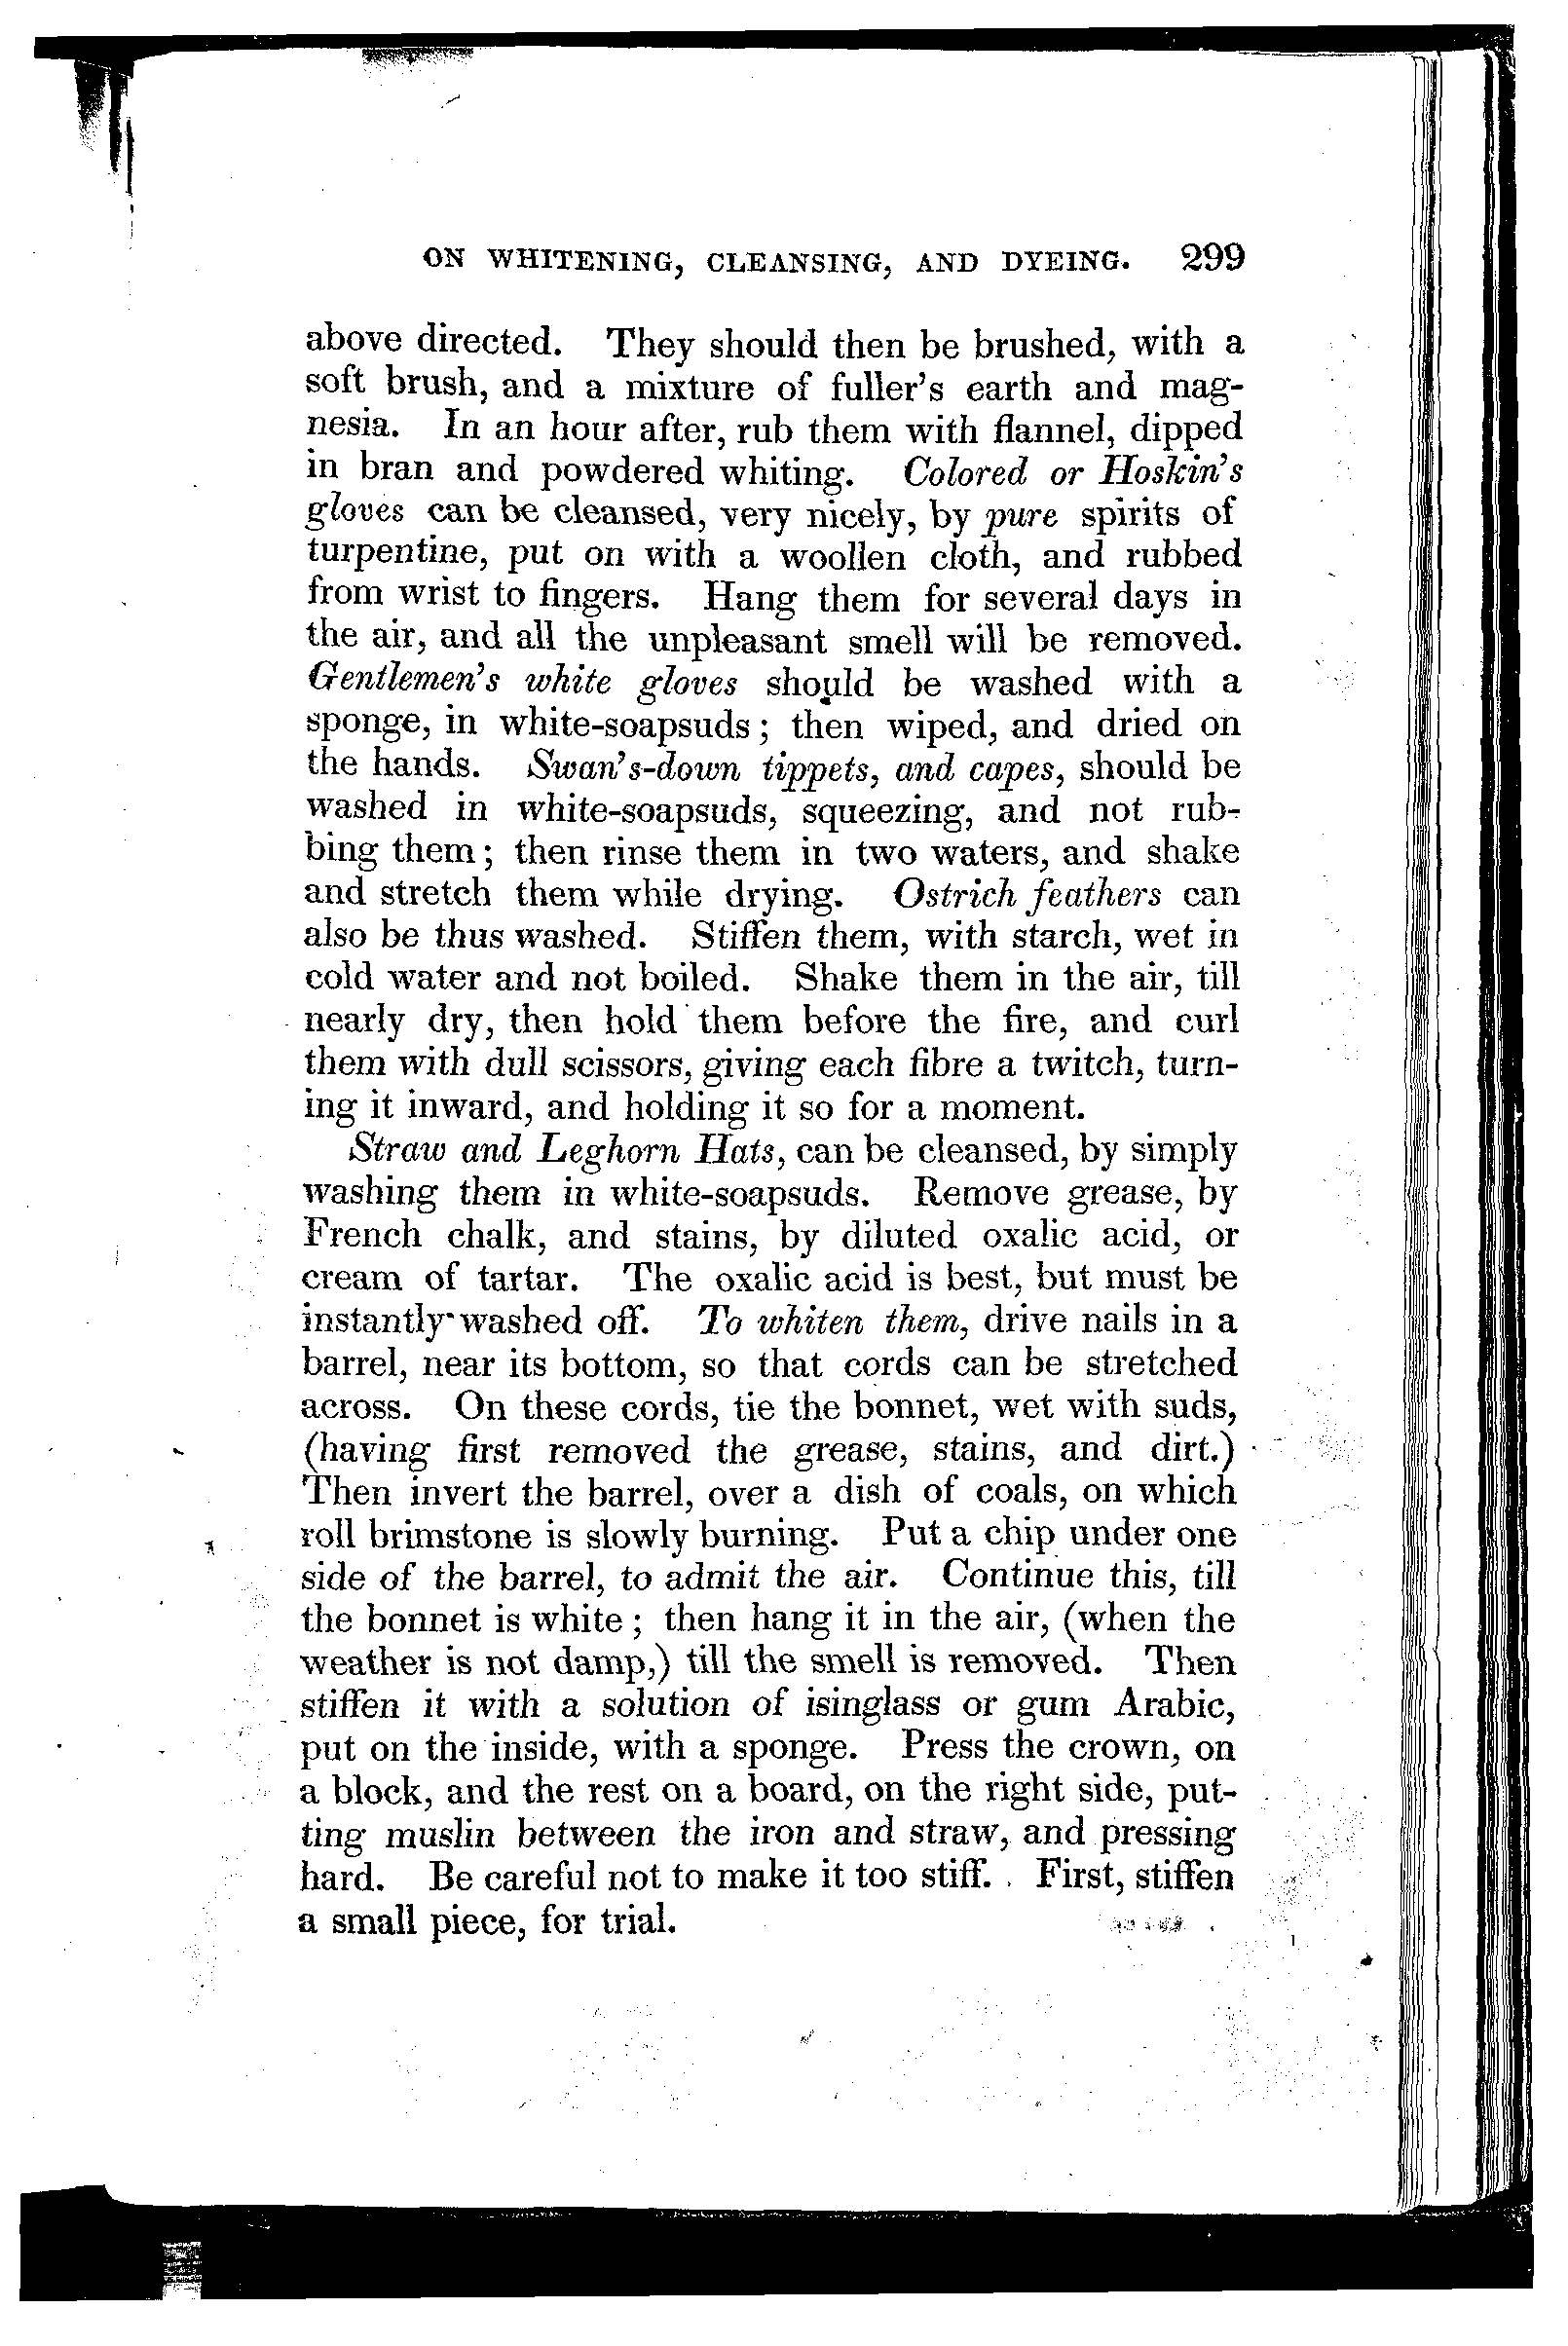 ON WHITENING, CLEANSING, AND DYEING. 299
above directed. They should then be brushed, with a
soft brush, and a mixture of fuller's earth and mag-
nesia. In an hour after, rub them with flannel, dipped
in bran and powdered whiting. Colored or Hoskin's
gloves can be cleansed, very nicely, by pure spirits of
turpentine, put on with a woollen cloth, and rubbed
from wrist to fingers. Hang them for several days in
the air, and all the unpleasant smell will be removed.
Gentlemen's white gloves should be washed with a
sponge, in white-soapsuds; then wiped, and dried on
the hands. Swan's-down tippets, and capes, should be
washed in white-soapsuds, squeezing, and not rub-
bing them; then rinse them in two waters, and shake
and stretch them while drying. Ostrich feathers can
also be thus washed. Stiffen them, with starch, wet in
cold water and not boiled. Shake them in the air, till
nearly dry, then hold them before the fire, and curl
them with dull scissors, giving each fibre a twitch, turn-
ing it inward, and holding it so for a moment.
Straw and Leghorn Hats, can be cleansed, by simply
washing them in white-soapsuds. Remove grease, by
French chalk, and stains, by diluted oxalic acid, or
cream of tartar. The oxalic acid is best, but must be
instantly washed off. To whiten them, drive nails in a
barrel, near its bottom, so that cords can be stretched
across. On these cords, tie the bonnet, wet with suds,
(having first removed the grease, stains, and dirt.)
Then invert the barrel, over a dish of coals, on which
roll brimstone is slowly burning. Put a chip under one
side of the barrel, to admit the air. Continue this, till
the bonnet is white; then hang it in the air, (when the
weather is not damp,) till the smell is removed. Then
stiffen it with a solution of isinglass or gum Arabic,
put on the inside, with a sponge. Press the crown, on
a block, and the rest on a board, on the right side, put-
ting muslin between the iron and straw, and pressing
hard. Be careful not to make it too stiff. First, stiffen
a small piece, for trial.